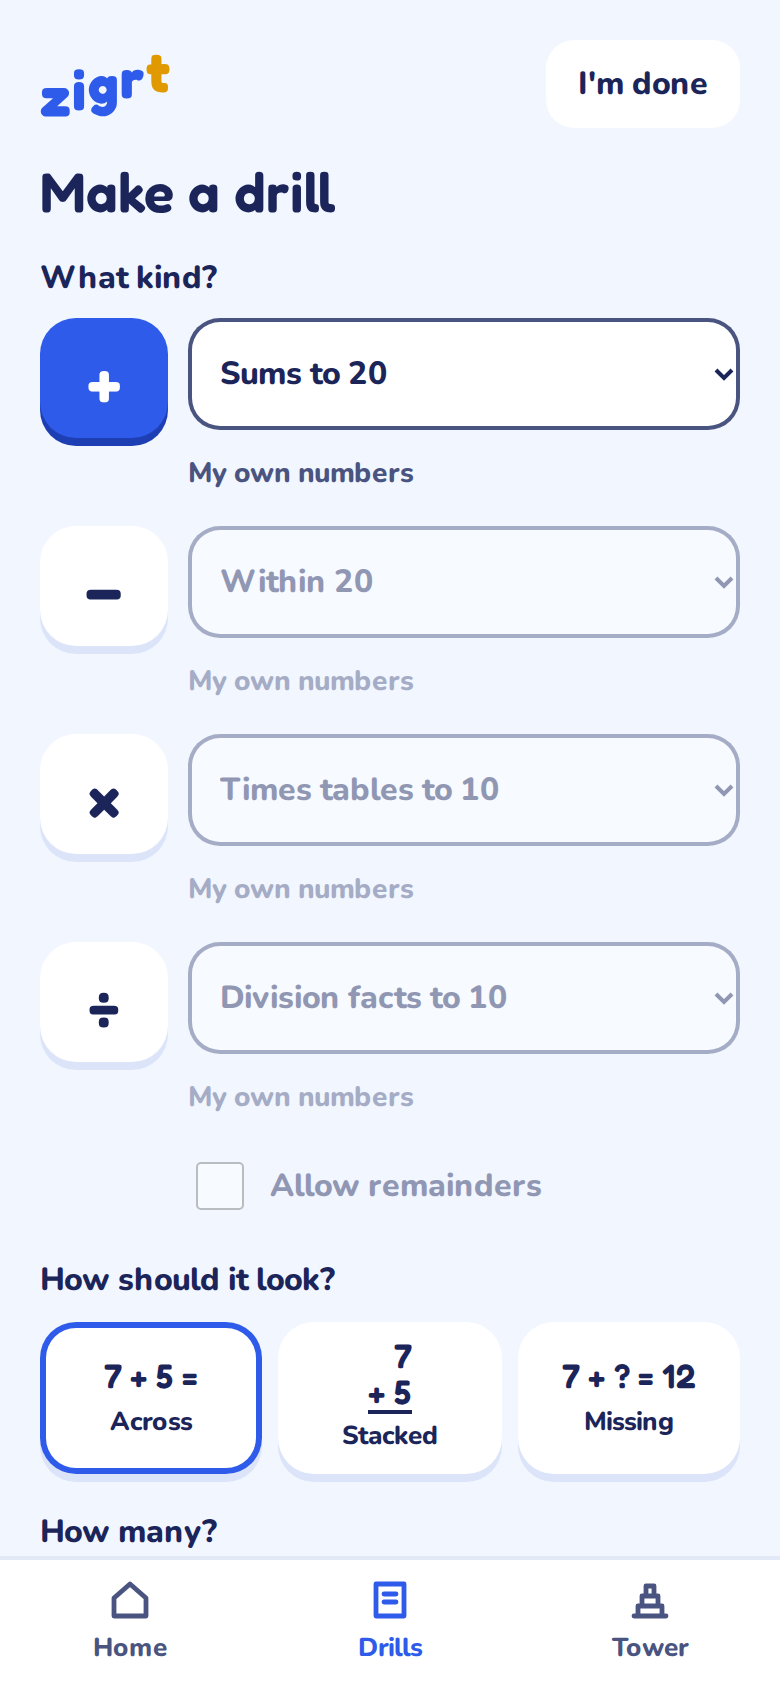 zigrt
I'm done
Make a drill
What kind?
+
Sums to 20
My own numbers
−
Within 20
My own numbers
×
Times tables to 10
My own numbers
÷
Division facts to 10
My own numbers
Allow remainders
How should it look?
7 + 5 =
Across
7
+ 5
Stacked
7 + ? = 12
Missing
How many?
Home
Drills
Tower